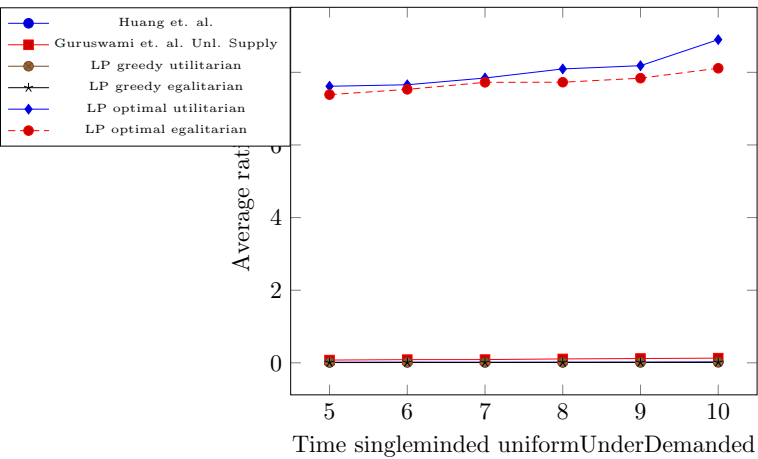 Huang et. al.
Guruswami et. al. Unl. Supply
LP greedy utilitarian
LP greedy egalitarian
LP optimal utilitarian
LP optimal egalitarian
Average
4
2
0
5 6 7 8 9 10
Time singleminded uniformUnderDemanded